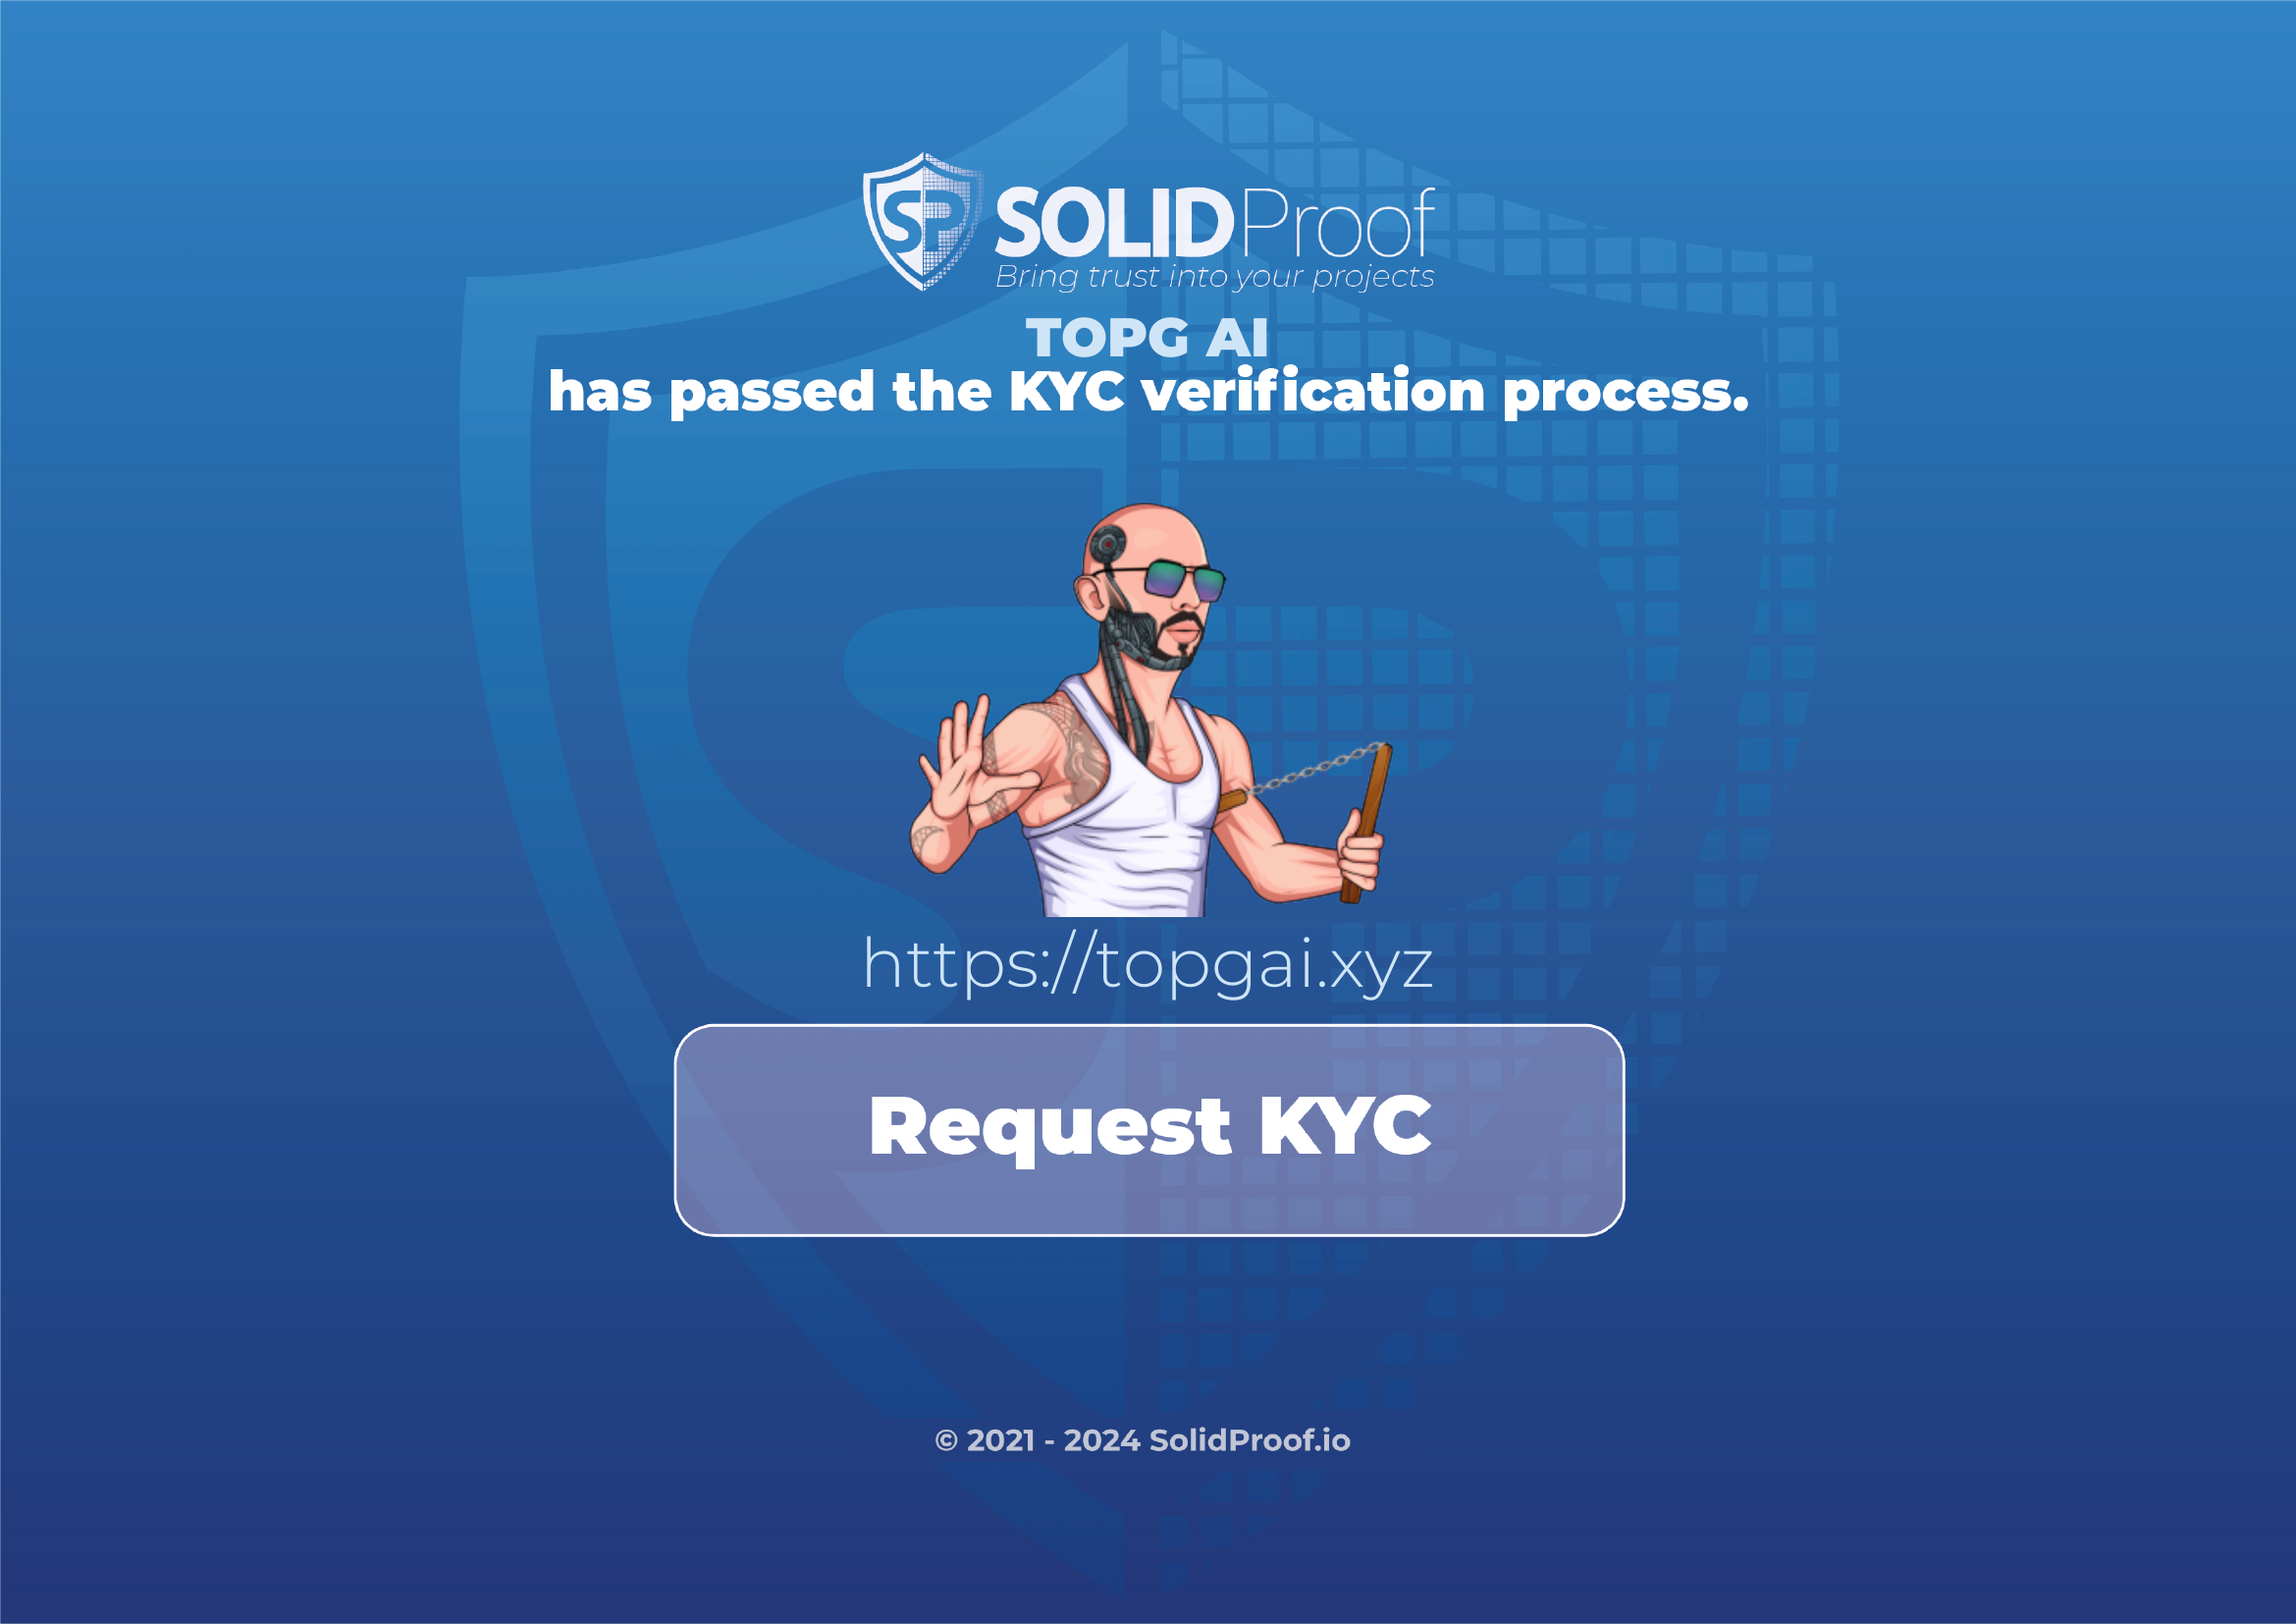 SP SOLIDProof
Bring trust into your projects
TOPG AI
has passed the KYC verification process.
https://topgai.xyz
Request KYC
© 2021 - 2024 SolidProof.io